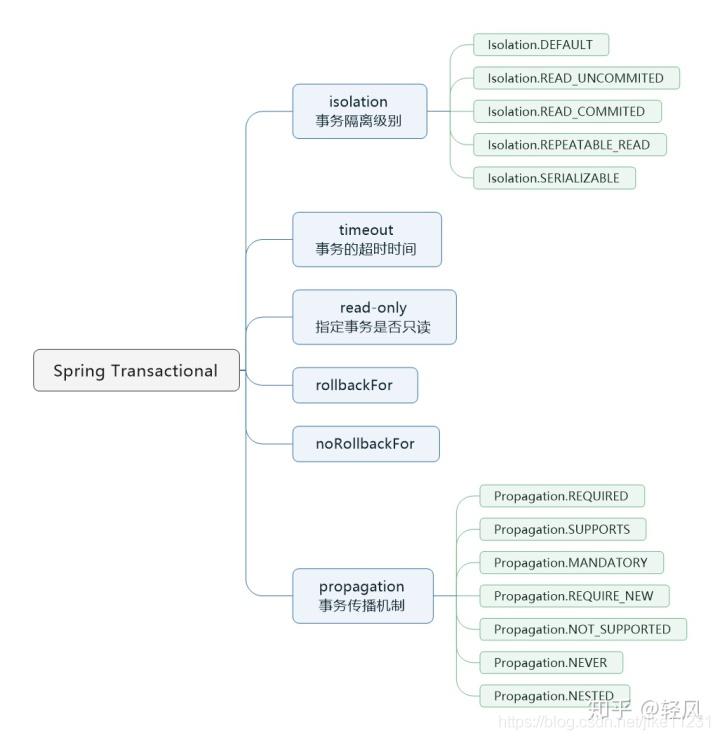 Spring Transactional
isolation
事务隔离级别
Isolation.DEFAULT
Isolation.READ_UNCOMMITED
Isolation.READ_COMMITED
Isolation.REPEATABLE_READ
Isolation.SERIALIZABLE
timeout
事务的超时时间
read-only
指定事务是否只读
rollbackFor
noRollbackFor
propagation
事务传播机制
Propagation.REQUIRED
Propagation.SUPPORTS
Propagation.MANDATORY
Propagation.REQUIRE_NEW
Propagation.NOT_SUPPORTED
Propagation.NEVER
Propagation.NESTED
知乎 @轻风
https://blog.csdn.net/jike11231